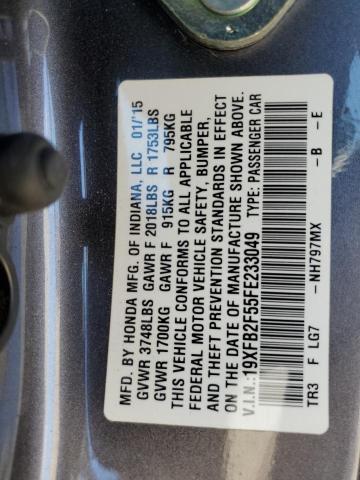 MFD. BY HONDA MFG. OF INDIANA, LLC 01/'15
GVWR 3748LBS GAWR F 2018LBS R 1753LBS
GVWR 1700KG GAWR F 915KG R 795KG
THIS VEHICLE CONFORMS TO ALL APPLICABLE
FEDERAL MOTOR VEHICLE SAFETY, BUMPER,
AND THEFT PREVENTION STANDARDS IN EFFECT
ON THE DATE OF MANUFACTURE SHOWN ABOVE.
V.I.N.:19XFB2F55FE233049 TYPE: PASSENGER CAR
TR3 F LG7 -NH797MX -B -E